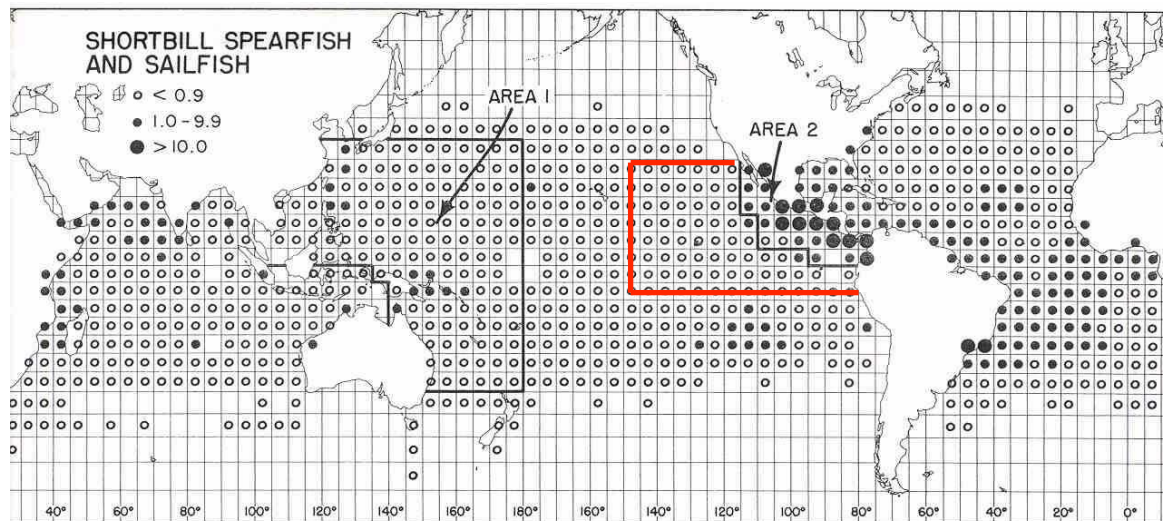 SHORTBILL SPEARFISH
AND SAILFISH
< 0.9
1.0-9.9
>10.0
AREA 1
AREA 2
40° 60° 80° 100° 120° 140° 160° 180° 160° 140° 120° 100° 80° 60° 40° 20° 0°